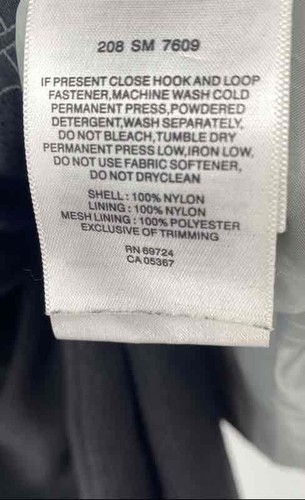 208 SM 7609
IF PRESENT CLOSE HOOK AND LOOP
FASTENER,MACHINE WASH COLD
PERMANENT PRESS,POWDERED
DETERGENT,WASH SEPARATELY,
DO NOT BLEACH,TUMBLE DRY
PERMANENT PRESS LOW,IRON LOW,
DO NOT USE FABRIC SOFTENER,
DO NOT DRYCLEAN
SHELL : 100% NYLON
LINING : 100% NYLON
MESH LINING : 100% POLYESTER
EXCLUSIVE OF TRIMMING
RN 69724
CA 05367